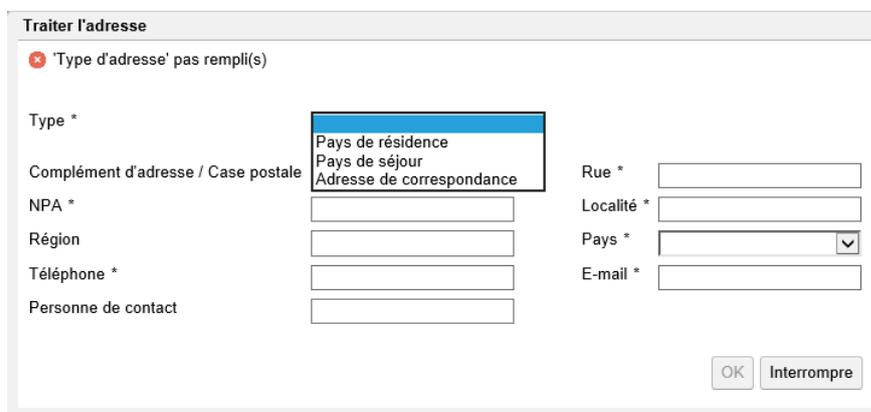 Traiter l'adresse
'Type d'adresse' pas rempli(s)
Type *
Pays de résidence
Pays de séjour
Adresse de correspondance
Complément d'adresse / Case postale
Rue *
NPA *
Localité *
Région
Pays *
Téléphone *
E-mail *
Personne de contact
OK
Interrompre